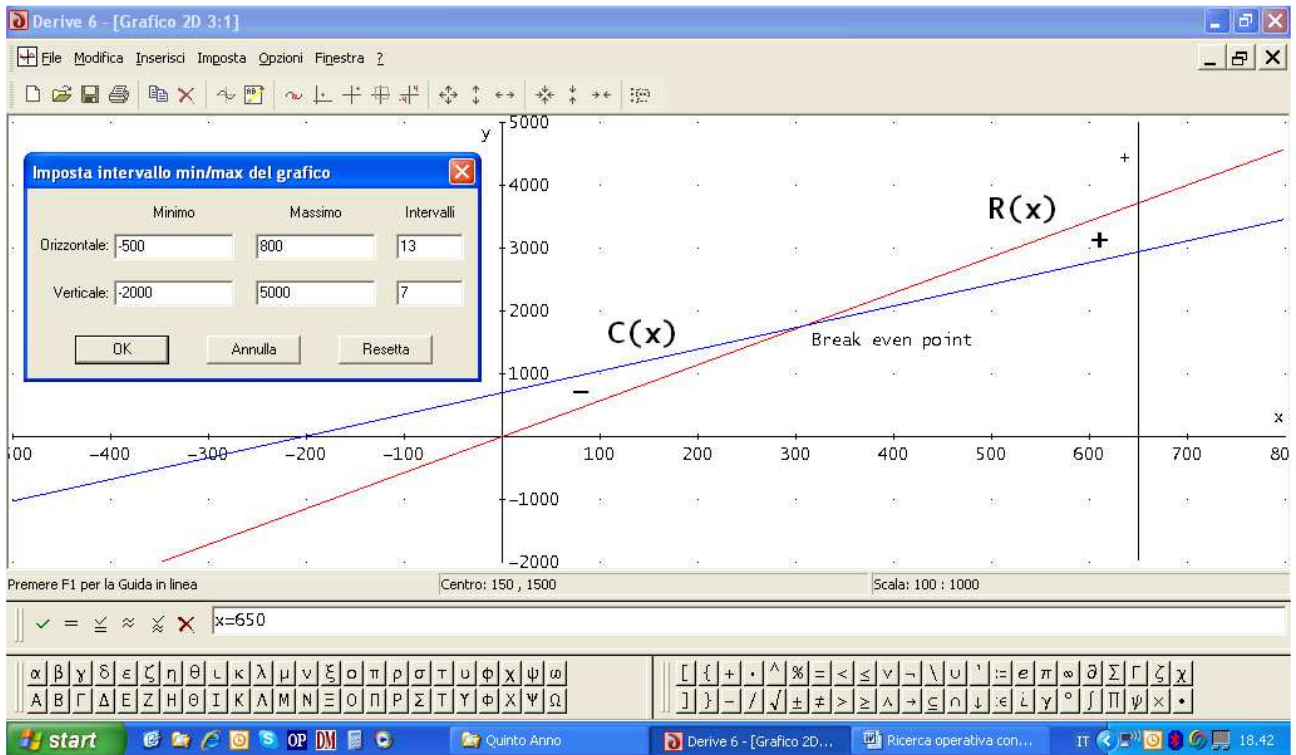 Derive 6 - [Grafico 2D 3:1]
File Modifica Inserisci Imposta Opzioni Finestra ?
y
5000
4000
3000
2000
1000
-1000
-2000
Imposta intervallo min/max del grafico
Minimo Massimo Intervalli
Orizzontale: -500 800 13
Verticale: -2000 5000 7
OK Annulla Resetta
R(x)
+
+
C(x)
Break even point
−
x
00 -400 -300 -200 -100 100 200 300 400 500 600 700 80
Premere F1 per la Guida in linea Centro: 150 , 1500 Scala: 100 : 1000
x=650
α β γ δ ε ζ η θ ι κ λ μ ν ξ ο π ρ σ τ υ φ χ ψ ω
Α Β Γ Δ Ε Ζ Η Θ Ι Κ Λ Μ Ν Ξ Ο Π Ρ Σ Τ Υ Φ Χ Ψ Ω
[ { + · ^ % = < ≤ ∨ ¬ \ ∪ ' := e π ∞ ∂ Σ Γ ζ χ
] } - / √ ± ≠ > ≥ ∧ → ⊆ ∩ ↓ :∈ i γ ° ∫ Π ψ × •
start OP DM Quinto Anno Derive 6 - [Grafico 2D... Ricerca operativa con... IT 18.42